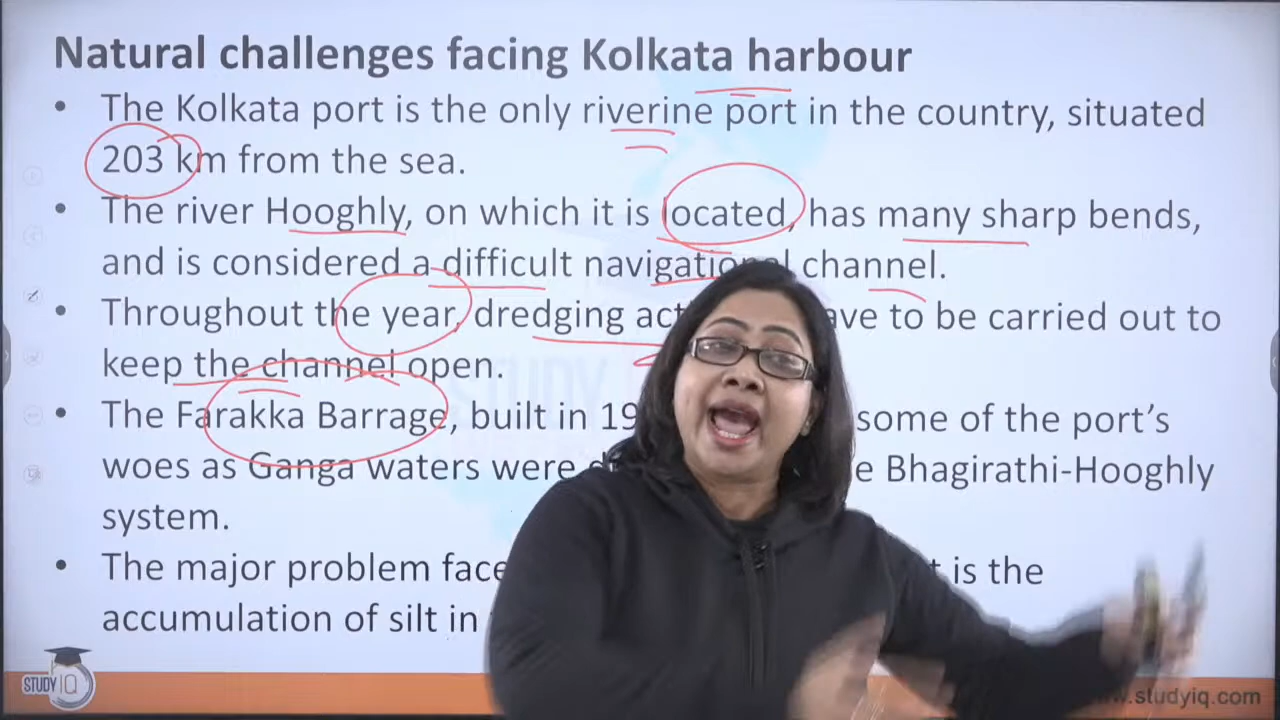 Natural challenges facing Kolkata harbour
• The Kolkata port is the only riverine port in the country, situated
203 km from the sea.
• The river Hooghly, on which it is located, has many sharp bends,
and is considered a difficult navigational channel.
• Throughout the year, dredging act ave to be carried out to
keep the channel open.
• The Farakka Barrage, built in 19 some of the port's
woes as Ganga waters were e Bhagirathi-Hooghly
system.
• The major problem face t is the
accumulation of silt in
STUDY IQ
www.studyiq.com